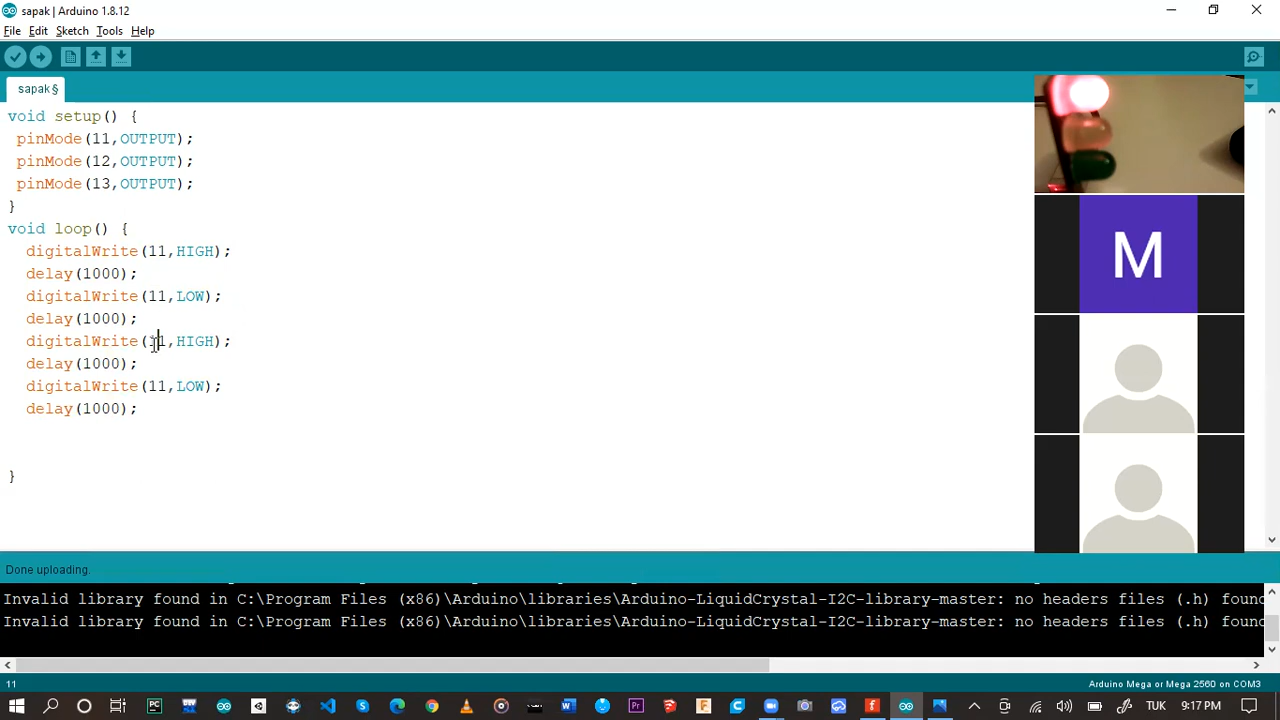 sapak | Arduino 1.8.12
File Edit Sketch Tools Help
sapak §
void setup() {
pinMode(11,OUTPUT);
pinMode(12,OUTPUT);
pinMode(13,OUTPUT);
}
void loop() {
digitalWrite(11,HIGH);
delay(1000);
digitalWrite(11,LOW);
delay(1000);
digitalWrite(11,HIGH);
delay(1000);
digitalWrite(11,LOW);
delay(1000);
}
M
Done uploading.
Invalid library found in C:\Program Files (x86)\Arduino\libraries\Arduino-LiquidCrystal-I2C-library-master: no headers files (.h) found
Invalid library found in C:\Program Files (x86)\Arduino\libraries\Arduino-LiquidCrystal-I2C-library-master: no headers files (.h) found
11
Arduino Mega or Mega 2560 on COM3
TUK 9:17 PM